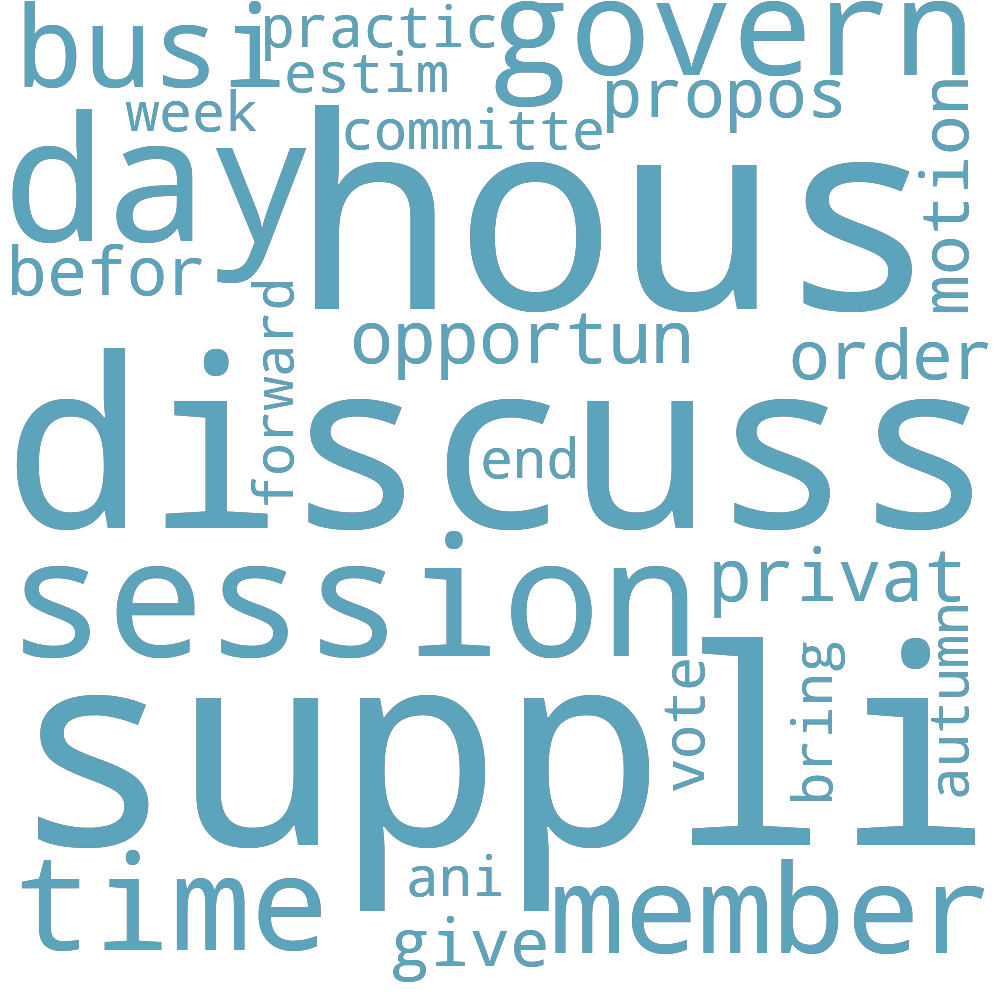 busi
practic
govern
estim
propos
week
committe
motion
day
hous
befor
forward
opportun
order
discuss
end
session
privat
suppli
vote
bring
autumn
time
ani
member
give